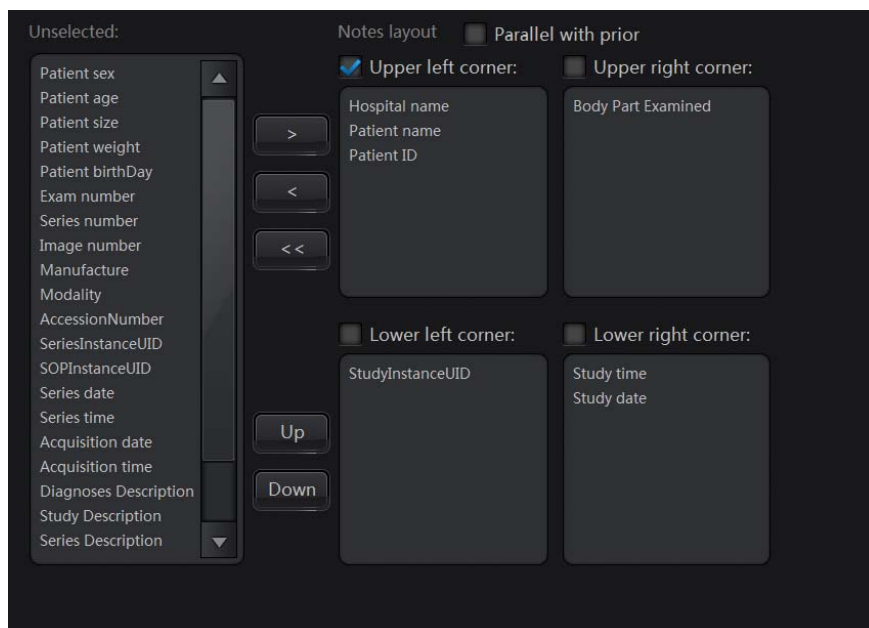 Unselected:
Notes layout
Parallel with prior
Patient sex
Patient age
Patient size
Patient weight
Patient birthDay
Exam number
Series number
Image number
Manufacture
Modality
AccessionNumber
SeriesInstanceUID
SOPInstanceUID
Series date
Series time
Acquisition date
Acquisition time
Diagnoses Description
Study Description
Series Description
>
<
<<
Up
Down
Upper left corner:
Hospital name
Patient name
Patient ID
Upper right corner:
Body Part Examined
Lower left corner:
StudyInstanceUID
Lower right corner:
Study time
Study date